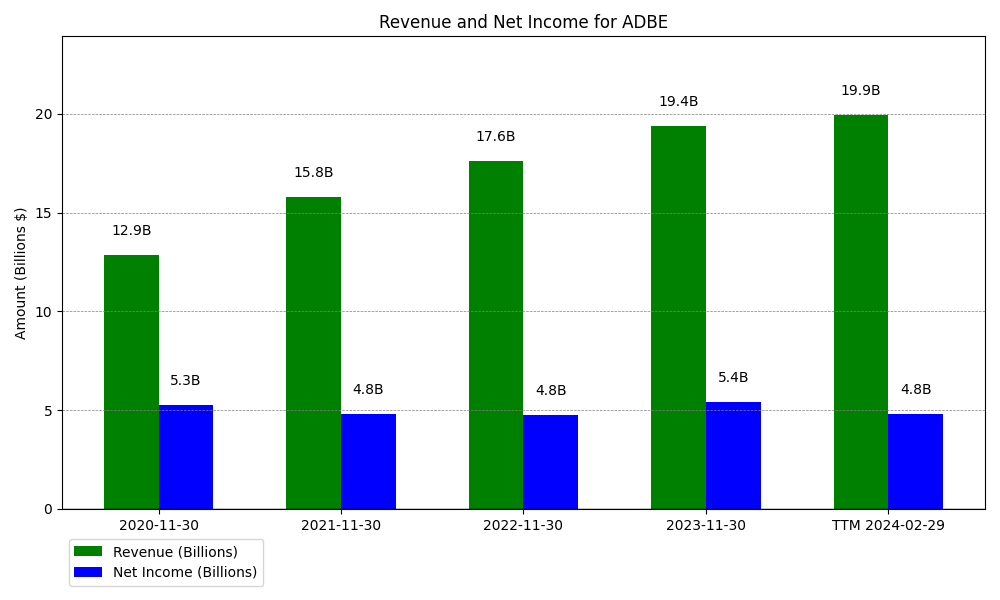 Revenue and Net Income for ADBE
Amount (Billions $)
20
15
10
5
0
12.9B
5.3B
15.8B
4.8B
17.6B
4.8B
19.4B
5.4B
19.9B
4.8B
2020-11-30
2021-11-30
2022-11-30
2023-11-30
TTM 2024-02-29
Revenue (Billions)
Net Income (Billions)